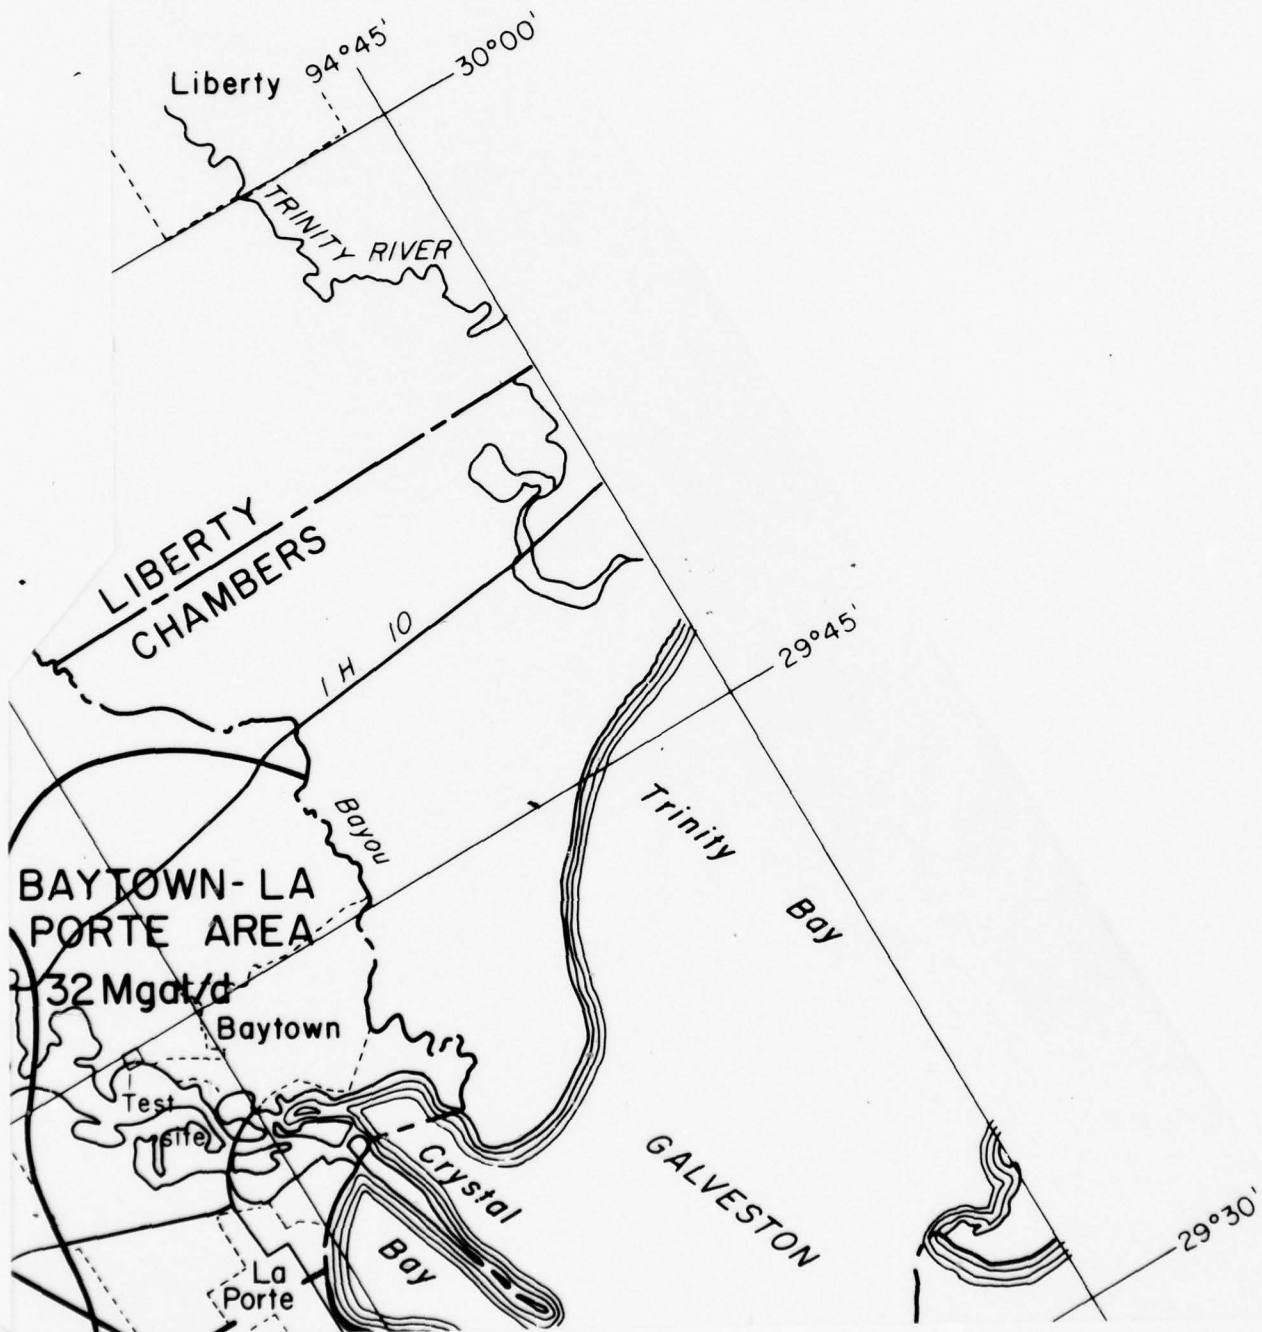 94°45'
30°00'
Liberty
TRINITY RIVER
LIBERTY
CHAMBERS
I H 10
29°45'
Trinity
Bay
Bayou
BAYTOWN-LA
PORTE AREA
32 Mgal/d
Baytown
Test
site
Crystal
Bay
GALVESTON
La
Porte
29°30'